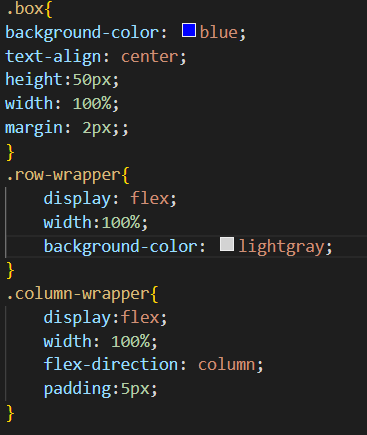 .box{
background-color: blue;
text-align: center;
height:50px;
width: 100%;
margin: 2px;;
}
.row-wrapper{
    display: flex;
    width:100%;
    background-color: lightgray;
}
.column-wrapper{
    display:flex;
    width: 100%;
    flex-direction: column;
    padding:5px;
}